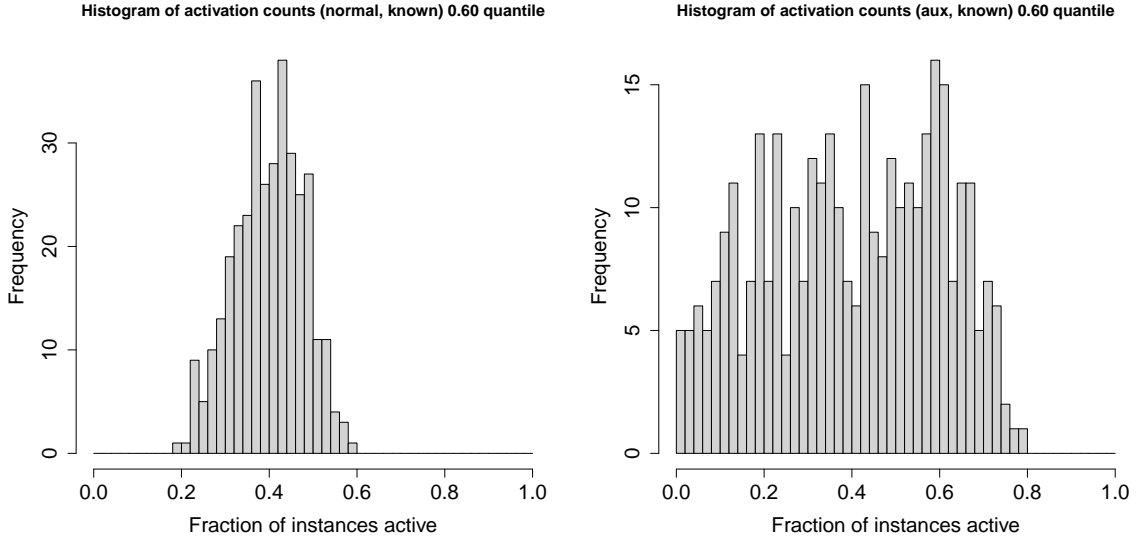 Histogram of activation counts (normal, known) 0.60 quantile
Frequency
0
10
20
30
0.0 0.2 0.4 0.6 0.8 1.0
Fraction of instances active
Histogram of activation counts (aux, known) 0.60 quantile
Frequency
0
5
10
15
0.0 0.2 0.4 0.6 0.8 1.0
Fraction of instances active